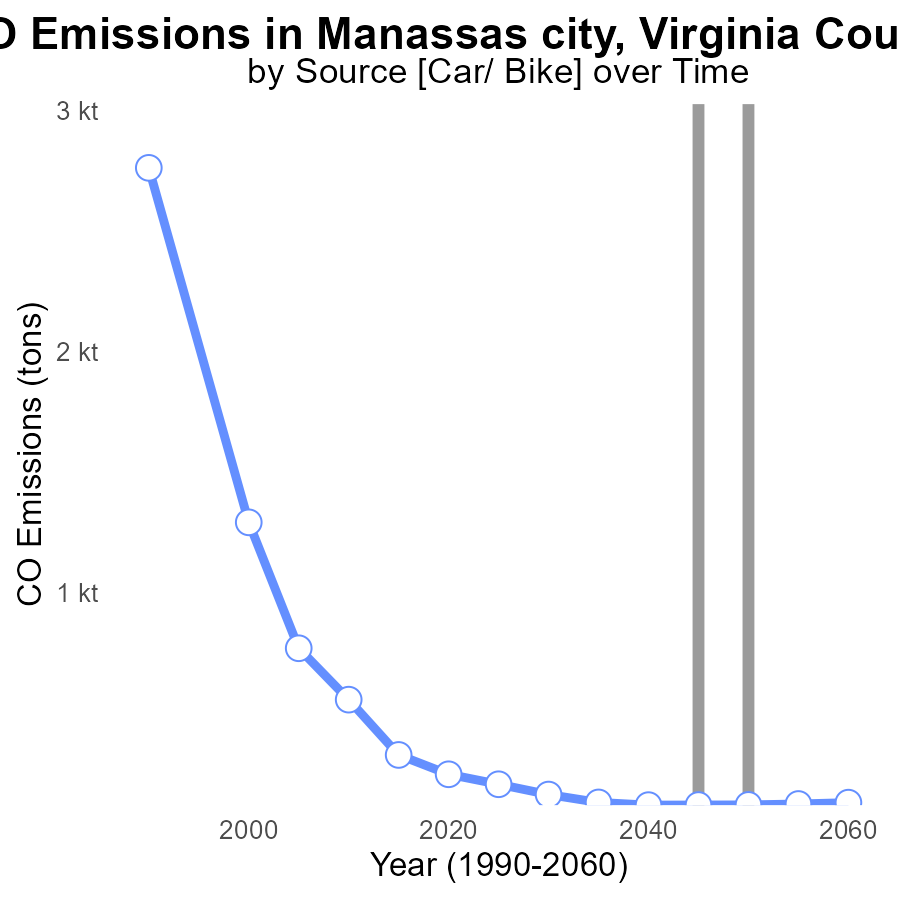 Emissions in Manassas city, Virginia
by Source [Car/ Bike] over Time
3 kt
2 kt
1 kt
CO Emissions (tons)
2000
2020
2040
2060
Year (1990-2060)